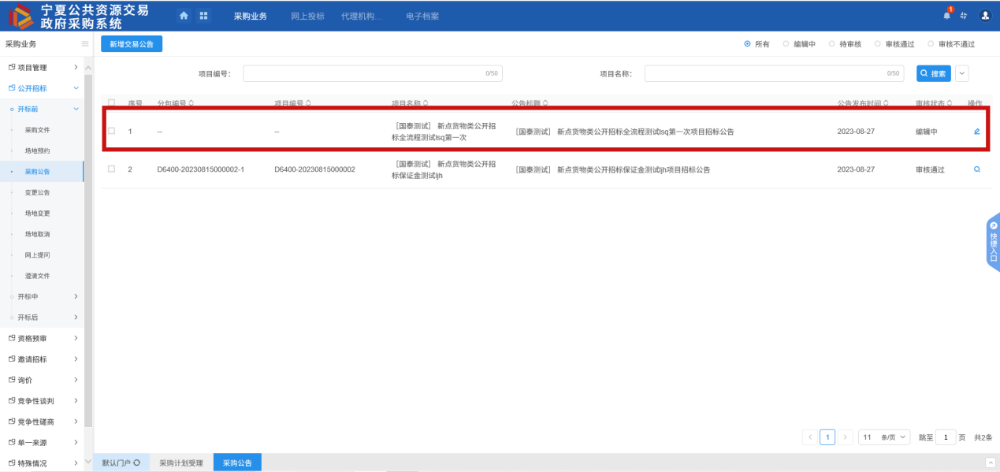 宁夏公共资源交易
政府采购系统
采购业务 网上投标 代理机构... 电子档案
1
采购业务
新增交易公告
所有 编辑中 待审核 审核通过 审核不通过
项目管理
公开招标
开标前
采购文件
场地预约
采购公告
变更公告
场地变更
场地取消
网上提问
澄清文件
开标中
开标后
资格预审
邀请招标
询价
竞争性谈判
竞争性磋商
单一来源
特殊情况
项目编号: 0/50 项目名称: 0/50 搜索
序号 分包编号 项目编号 项目名称 公告标题 公告发布时间 审核状态 操作
1 -- -- [国泰测试] 新点货物类公开招 [国泰测试] 新点货物类公开招标全流程测试lsq第一次项目招标公告 2023-08-27 编辑中
标全流程测试lsq第一次
2 D6400-20230815000002-1 D6400-20230815000002 [国泰测试] 新点货物类公开招 [国泰测试] 新点货物类公开招标保证金测试ljh项目招标公告 2023-08-27 审核通过
标保证金测试ljh
快捷入口
1 11 条/页 跳至 1 页 共2条
默认门户 采购计划受理 采购公告